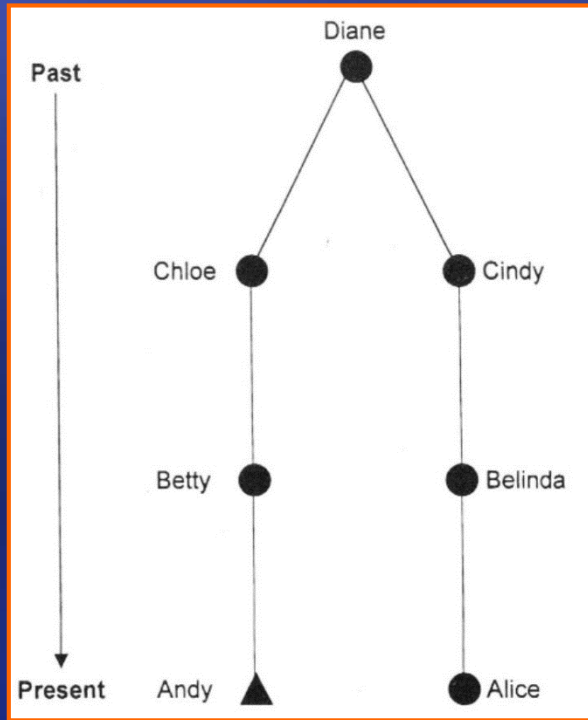 Diane
Past
Chloe
Cindy
Betty
Belinda
Present
Andy
Alice